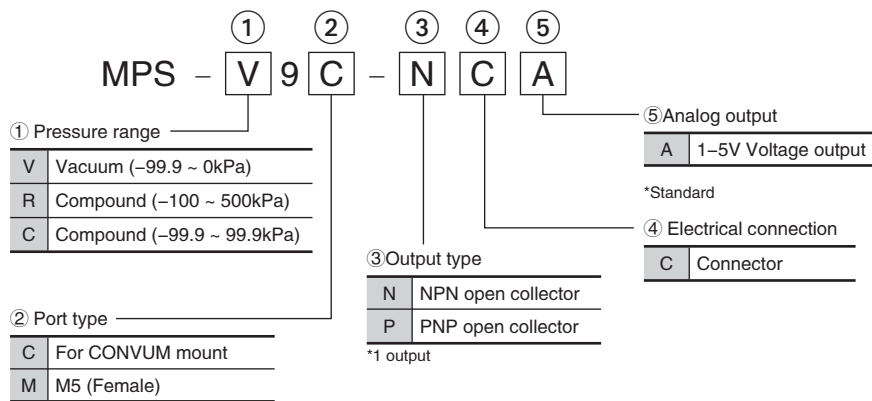 ① ② ③ ④ ⑤
MPS – V 9 C – N C A
① Pressure range
V Vacuum (–99.9 ~ 0kPa)
R Compound (–100 ~ 500kPa)
C Compound (–99.9 ~ 99.9kPa)
② Port type
C For CONVUM mount
M M5 (Female)
③Output type
N NPN open collector
P PNP open collector
*1 output
④ Electrical connection
C Connector
⑤Analog output
A 1–5V Voltage output
*Standard